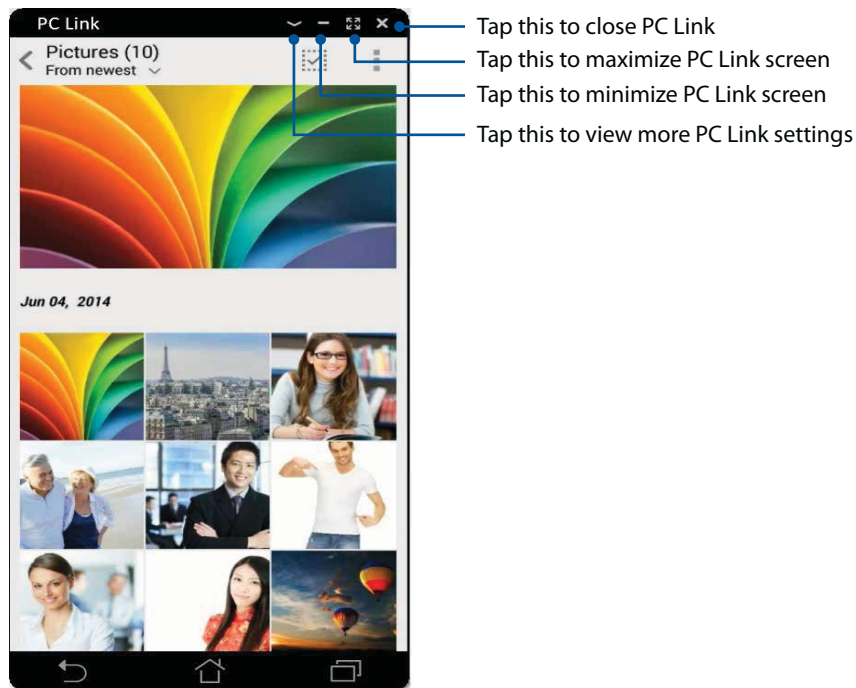 PC Link
Tap this to close PC Link
Pictures (10)
From newest
Tap this to maximize PC Link screen
Tap this to minimize PC Link screen
Tap this to view more PC Link settings
Jun 04, 2014